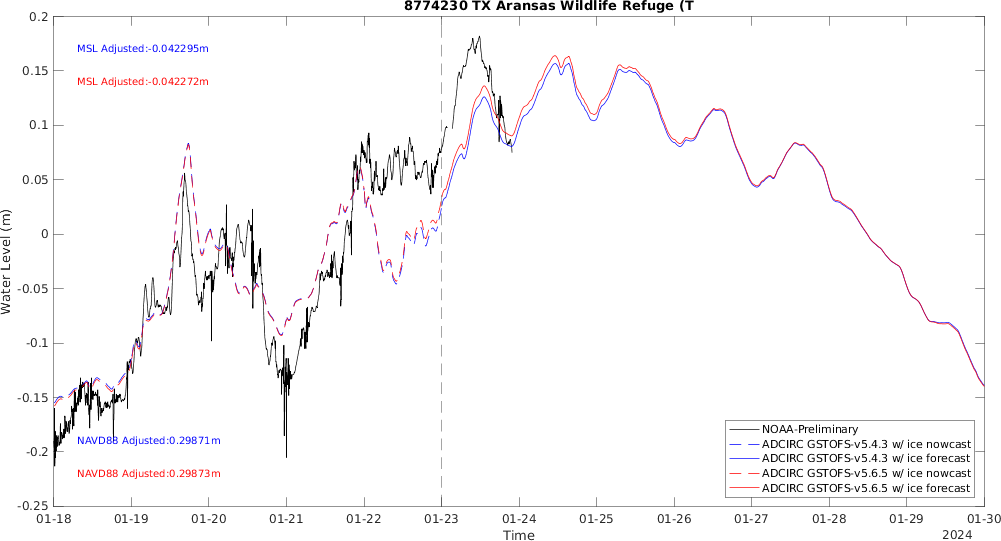 8774230 TX Aransas Wildlife Refuge (T
0.2
0.15
0.1
0.05
0
-0.05
-0.1
-0.15
-0.2
-0.25
Water Level (m)
MSL Adjusted:-0.042295m
MSL Adjusted:-0.042272m
NAVD88 Adjusted:0.29871m
NAVD88 Adjusted:0.29873m
NOAA-Preliminary
ADCIRC GSTOFS-v5.4.3 w/ ice nowcast
ADCIRC GSTOFS-v5.4.3 w/ ice forecast
ADCIRC GSTOFS-v5.6.5 w/ ice nowcast
ADCIRC GSTOFS-v5.6.5 w/ ice forecast
01-18 01-19 01-20 01-21 01-22 01-23 01-24 01-25 01-26 01-27 01-28 01-29 01-30
Time
2024